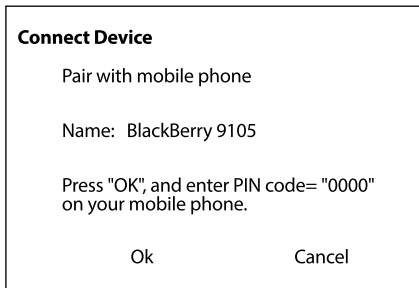 Connect Device
Pair with mobile phone
Name: BlackBerry 9105
Press "OK", and enter PIN code= "0000"
on your mobile phone.
Ok Cancel